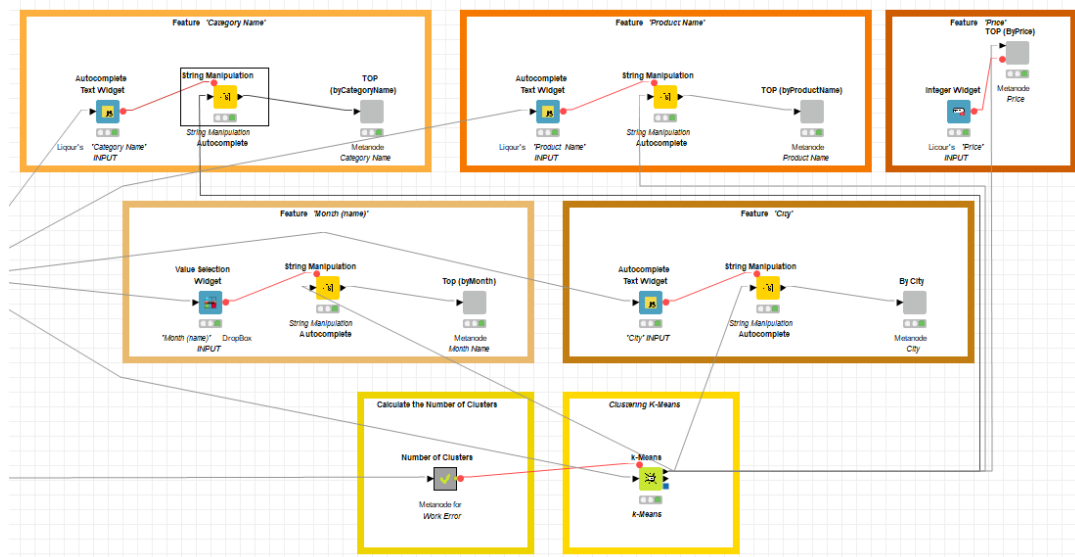 Feature 'Category Name'
Autocomplete
Text Widget
String Manipulation
TOP
(byCategoryName)
String Manipulation
Autocomplete
Liqour's "Category Name"
INPUT
Metanode
Category Name
Feature 'Product Name'
Autocomplete
Text Widget
String Manipulation
TOP (byProductName)
String Manipulation
Autocomplete
Liqour's "Product Name"
INPUT
Metanode
Product Name
Feature 'Price'
TOP (ByPrice)
Metanode
Price
Integer Widget
Licour's "Price"
INPUT
Feature 'Month (name)'
Value Selection
Widget
String Manipulation
Top (byMonth)
String Manipulation
Autocomplete
"Month (name)" DropBox
INPUT
Metanode
Month Name
Feature 'City'
Autocomplete
Text Widget
String Manipulation
By City
String Manipulation
Autocomplete
"City" INPUT
Metanode
City
Calculate the Number of Clusters
Number of Clusters
Metanode for
Work Error
Clustering K-Means
k-Means
k-Means